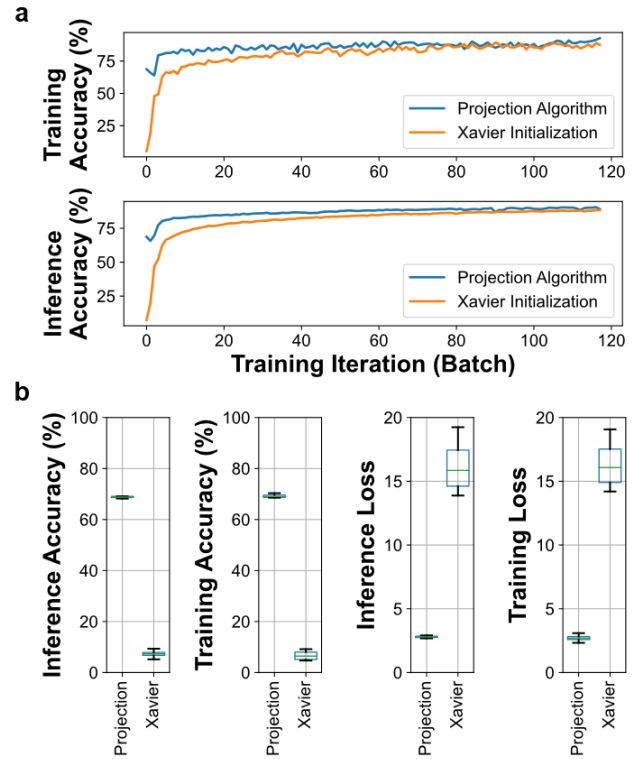 a
Training
Accuracy (%)
75
50
25
Projection Algorithm
Xavier Initialization
0
20
40
60
80
100
120
Inference
Accuracy (%)
75
50
25
Projection Algorithm
Xavier Initialization
0
20
40
60
80
100
120
Training Iteration (Batch)
b
Inference Accuracy (%)
100
80
60
40
20
0
Projection
Xavier
Training Accuracy (%)
100
80
60
40
20
0
Projection
Xavier
Inference Loss
20
15
10
5
0
Projection
Xavier
Training Loss
20
15
10
5
0
Projection
Xavier